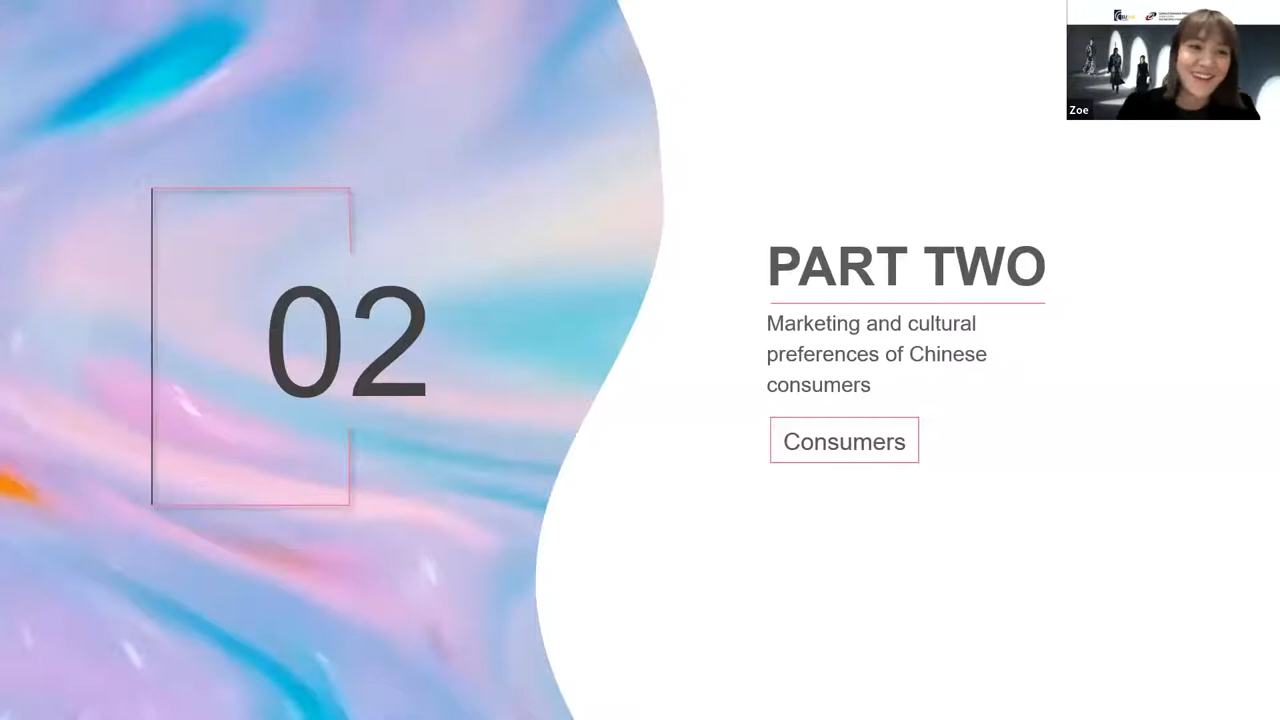 02
PART TWO
Marketing and cultural
preferences of Chinese
consumers
Consumers
Zoe